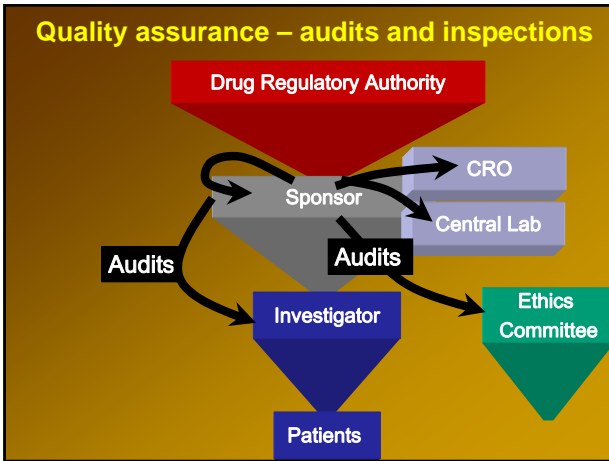 Quality assurance – audits and inspections
Drug Regulatory Authority
CRO
Sponsor
Central Lab
Audits
Audits
Investigator
Ethics
Committee
Patients